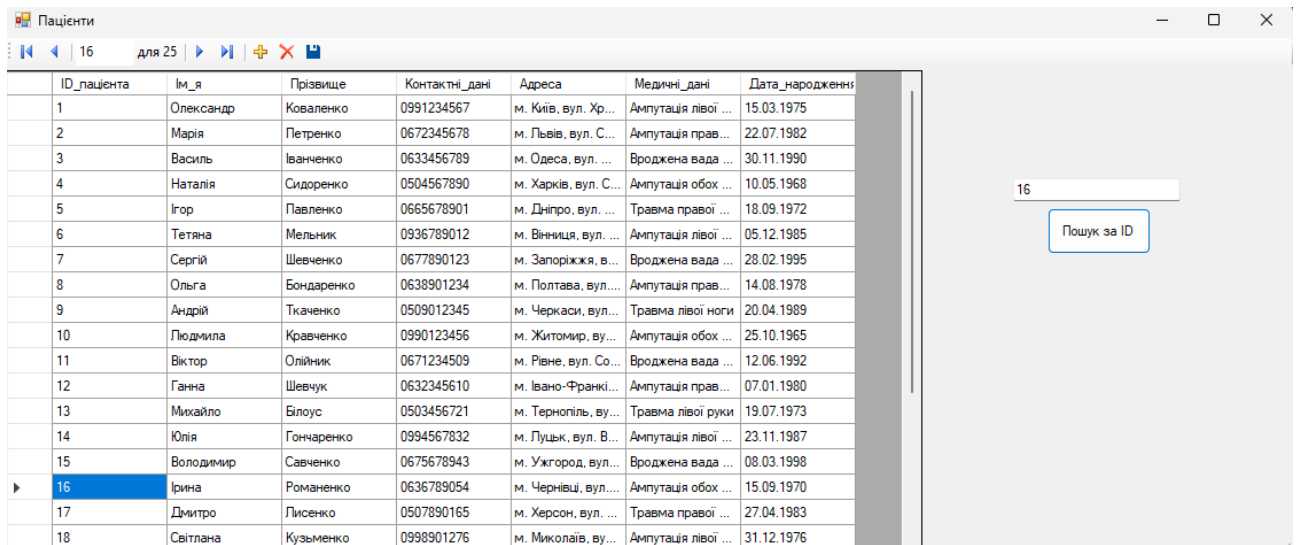 Пацієнти
16 для 25
ID_пацієнта Ім_я Прізвище Контактні_дані Адреса Медичні_дані Дата_народження
1 Олександр Коваленко 0991234567 м. Київ, вул. Хр... Ампутація лівої ... 15.03.1975
2 Марія Петренко 0672345678 м. Львів, вул. С... Ампутація прав... 22.07.1982
3 Василь Іванченко 0633456789 м. Одеса, вул. ... Вроджена вада ... 30.11.1990
4 Наталія Сидоренко 0504567890 м. Харків, вул. С... Ампутація обох ... 10.05.1968
16
5 Ігор Павленко 0665678901 м. Дніпро, вул. ... Травма правої ... 18.09.1972
6 Тетяна Мельник 0936789012 м. Вінниця, вул. ... Ампутація лівої ... 05.12.1985
Пошук за ID
7 Сергій Шевченко 0677890123 м. Запоріжжя, в... Вроджена вада ... 28.02.1995
8 Ольга Бондаренко 0638901234 м. Полтава, вул.... Ампутація прав... 14.08.1978
9 Андрій Ткаченко 0509012345 м. Черкаси, вул... Травма лівої ноги 20.04.1989
10 Людмила Кравченко 0990123456 м. Житомир, ву... Ампутація обох ... 25.10.1965
11 Віктор Олійник 0671234509 м. Рівне, вул. Со... Вроджена вада ... 12.06.1992
12 Ганна Шевчук 0632345610 м. Івано-Франкі... Ампутація прав... 07.01.1980
13 Михайло Білоус 0503456721 м. Тернопіль, ву... Травма лівої руки 19.07.1973
14 Юлія Гончаренко 0994567832 м. Луцьк, вул. В... Ампутація лівої ... 23.11.1987
15 Володимир Савченко 0675678943 м. Ужгород, вул... Вроджена вада ... 08.03.1998
16 Ірина Романенко 0636789054 м. Чернівці, вул.... Ампутація обох ... 15.09.1970
17 Дмитро Лисенко 0507890165 м. Херсон, вул. ... Травма правої ... 27.04.1983
18 Світлана Кузьменко 0998901276 м. Миколаїв, ву... Ампутація лівої ... 31.12.1976